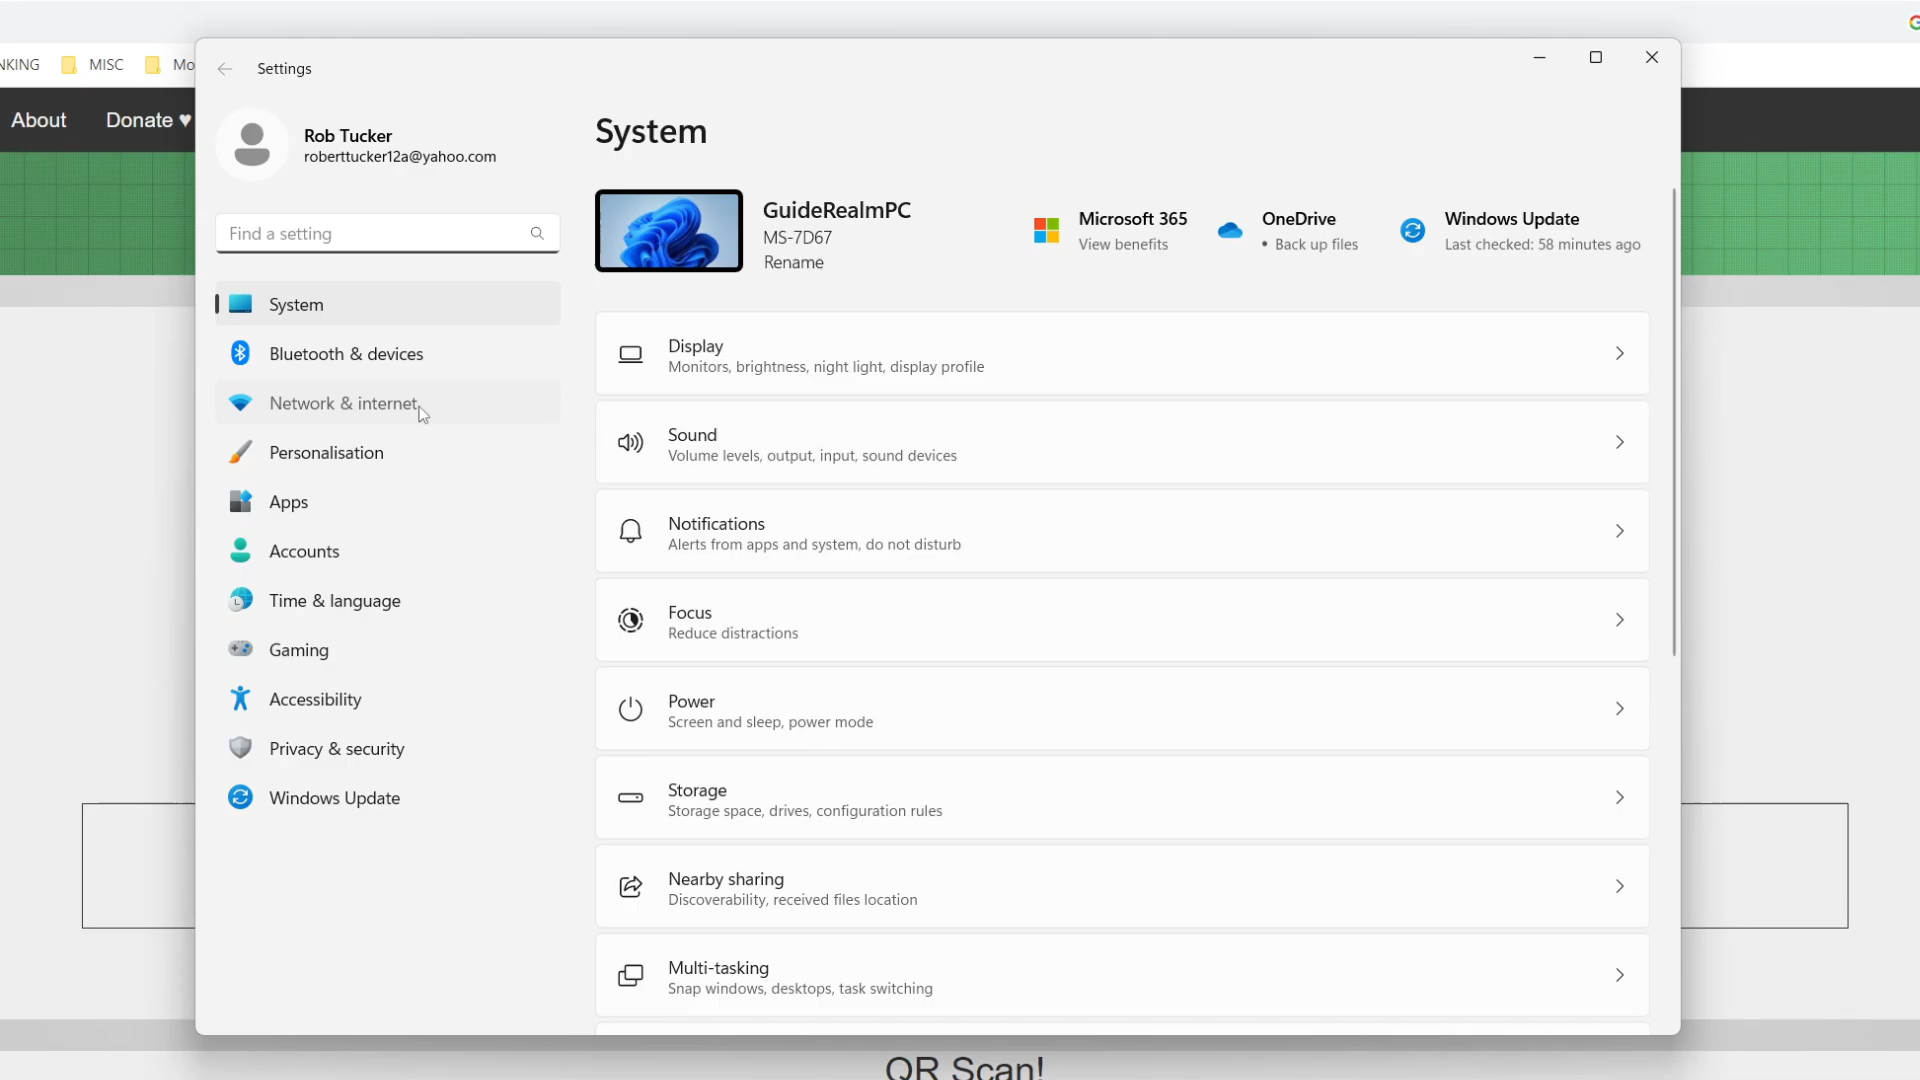 NKING
MISC
Mo
About
Donate ♥
Settings
Rob Tucker
roberttucker12a@yahoo.com
Find a setting
System
Bluetooth & devices
Network & internet
Personalisation
Apps
Accounts
Time & language
Gaming
Accessibility
Privacy & security
Windows Update
System
GuideRealmPC
MS-7D67
Rename
Microsoft 365
View benefits
OneDrive
• Back up files
Windows Update
Last checked: 58 minutes ago
Display
Monitors, brightness, night light, display profile
Sound
Volume levels, output, input, sound devices
Notifications
Alerts from apps and system, do not disturb
Focus
Reduce distractions
Power
Screen and sleep, power mode
Storage
Storage space, drives, configuration rules
Nearby sharing
Discoverability, received files location
Multi-tasking
Snap windows, desktops, task switching
QR Scan!